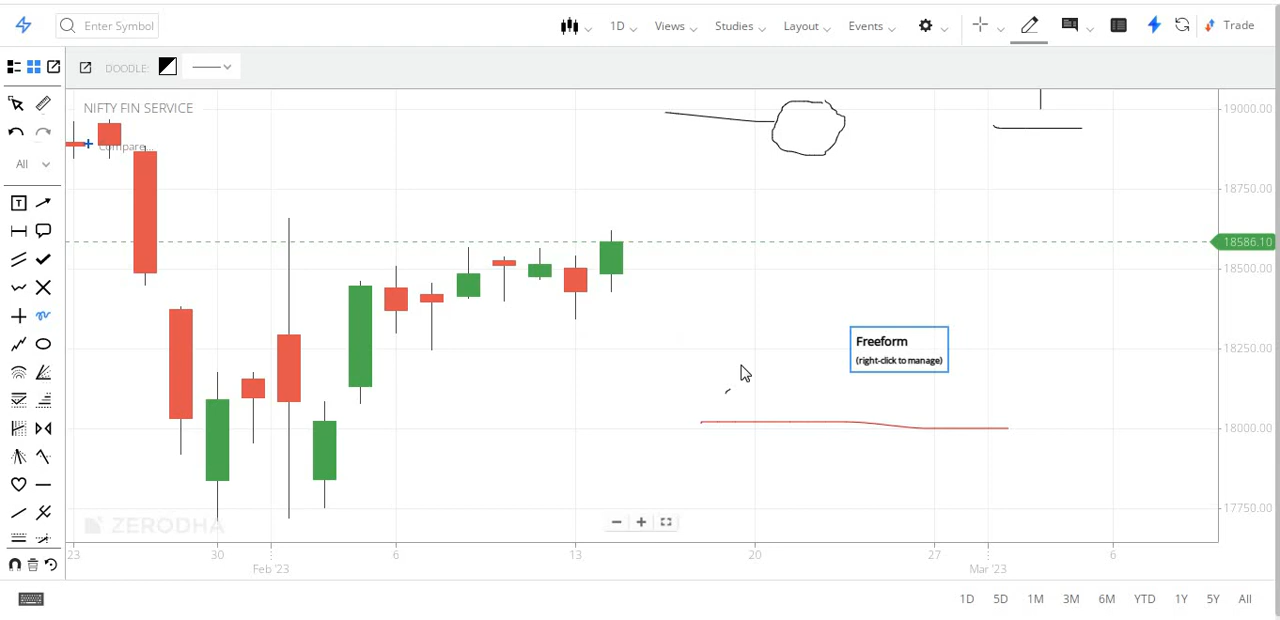 Enter Symbol
1D
Views
Studies
Layout
Events
Trade
DOODLE:
NIFTY FIN SERVICE
Compare...
All
19000.00
18750.00
18586.10
18500.00
18250.00
18000.00
17750.00
Freeform
(right-click to manage)
ZERODHA
23
30
6
13
20
27
6
Feb '23
Mar '23
1D
5D
1M
3M
6M
YTD
1Y
5Y
All